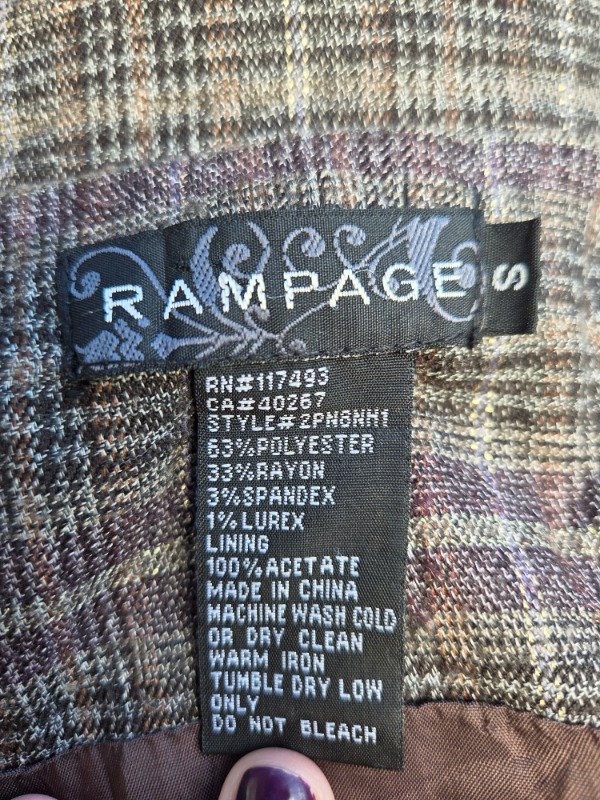 RAMPAGE
S
RN#117493
CA#40267
STYLE#2PN8NH1
63%POLYESTER
33%RAYON
3%SPANDEX
1%LUREX
LINING
100%ACETATE
MADE IN CHINA
MACHINE WASH COLD
OR DRY CLEAN
WARM IRON
TUMBLE DRY LOW
ONLY
DO NOT BLEACH